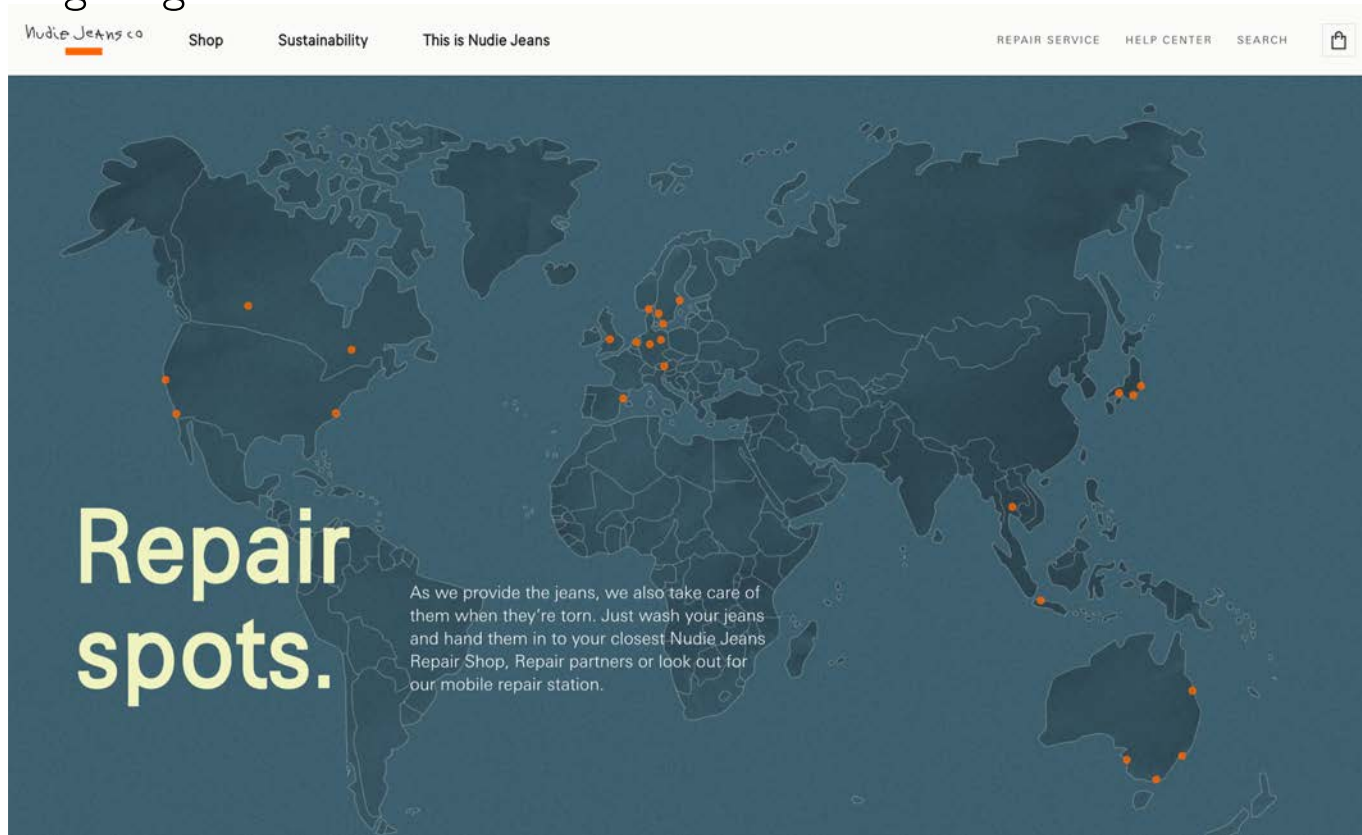 Nudie Jeans co
Shop
Sustainability
This is Nudie Jeans
REPAIR SERVICE
HELP CENTER
SEARCH
Repair
spots.
As we provide the jeans, we also take care of
them when they're torn. Just wash your jeans
and hand them in to your closest Nudie Jeans
Repair Shop, Repair partners or look out for
our mobile repair station.